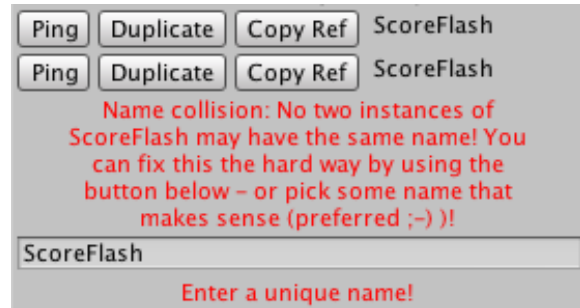 Ping Duplicate Copy Ref ScoreFlash
Ping Duplicate Copy Ref ScoreFlash
Name collision: No two instances of
ScoreFlash may have the same name! You
can fix this the hard way by using the
button below – or pick some name that
makes sense (preferred ;-) )!
ScoreFlash
Enter a unique name!